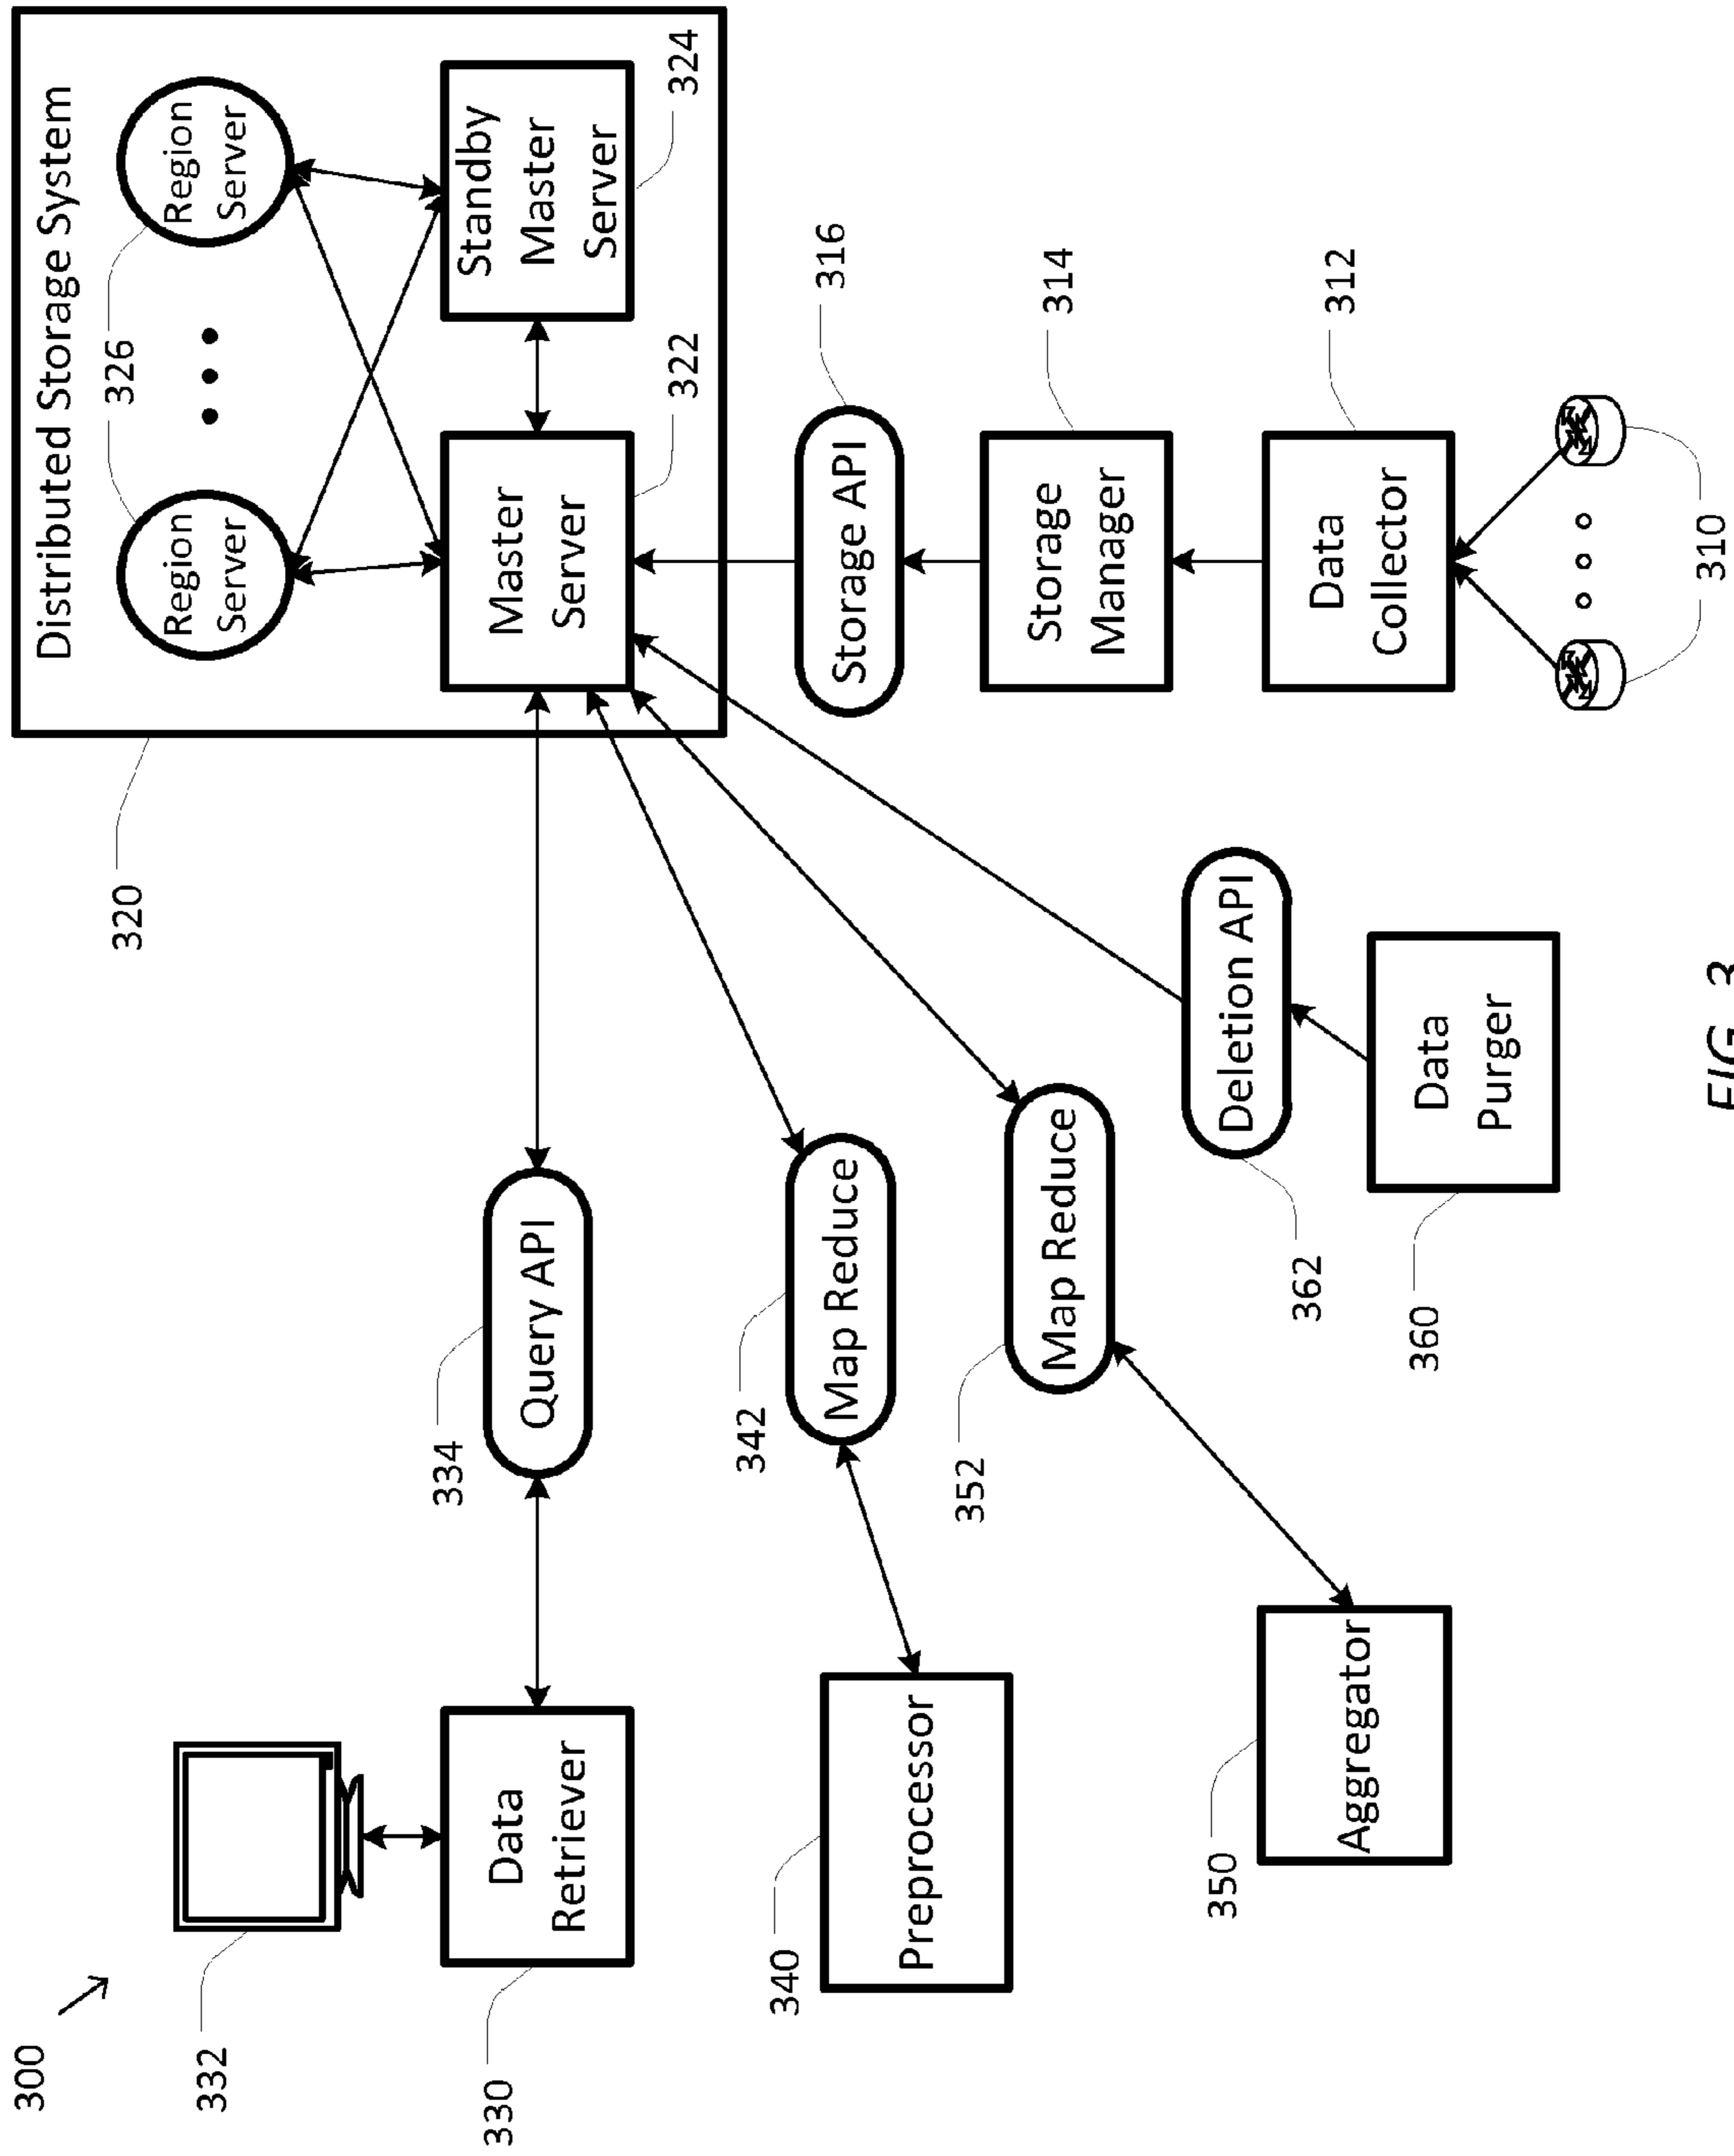 300
332
330
Data
Retriever
334
Query API
320
Distributed Storage System
326
Region
Server
Region
Server
Master
Server
322
Standby
Master
Server
324
340
Preprocessor
342
Map Reduce
Storage API
316
350
Aggregator
352
Map Reduce
Storage
Manager
314
362
Deletion API
360
Data
Purger
Data
Collector
312
310
FIG. 3